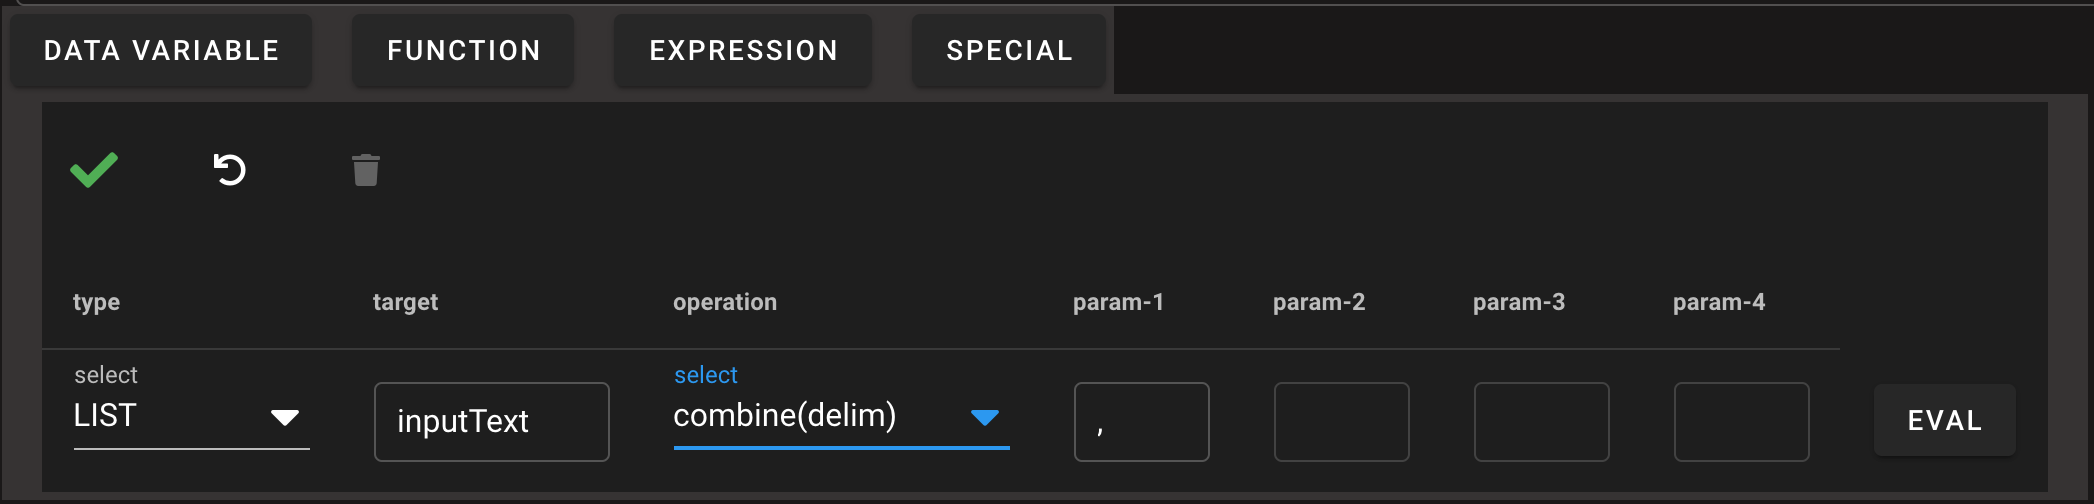 DATA VARIABLE FUNCTION EXPRESSION SPECIAL
type target operation param-1 param-2 param-3 param-4
select select
LIST inputText combine(delim) , EVAL